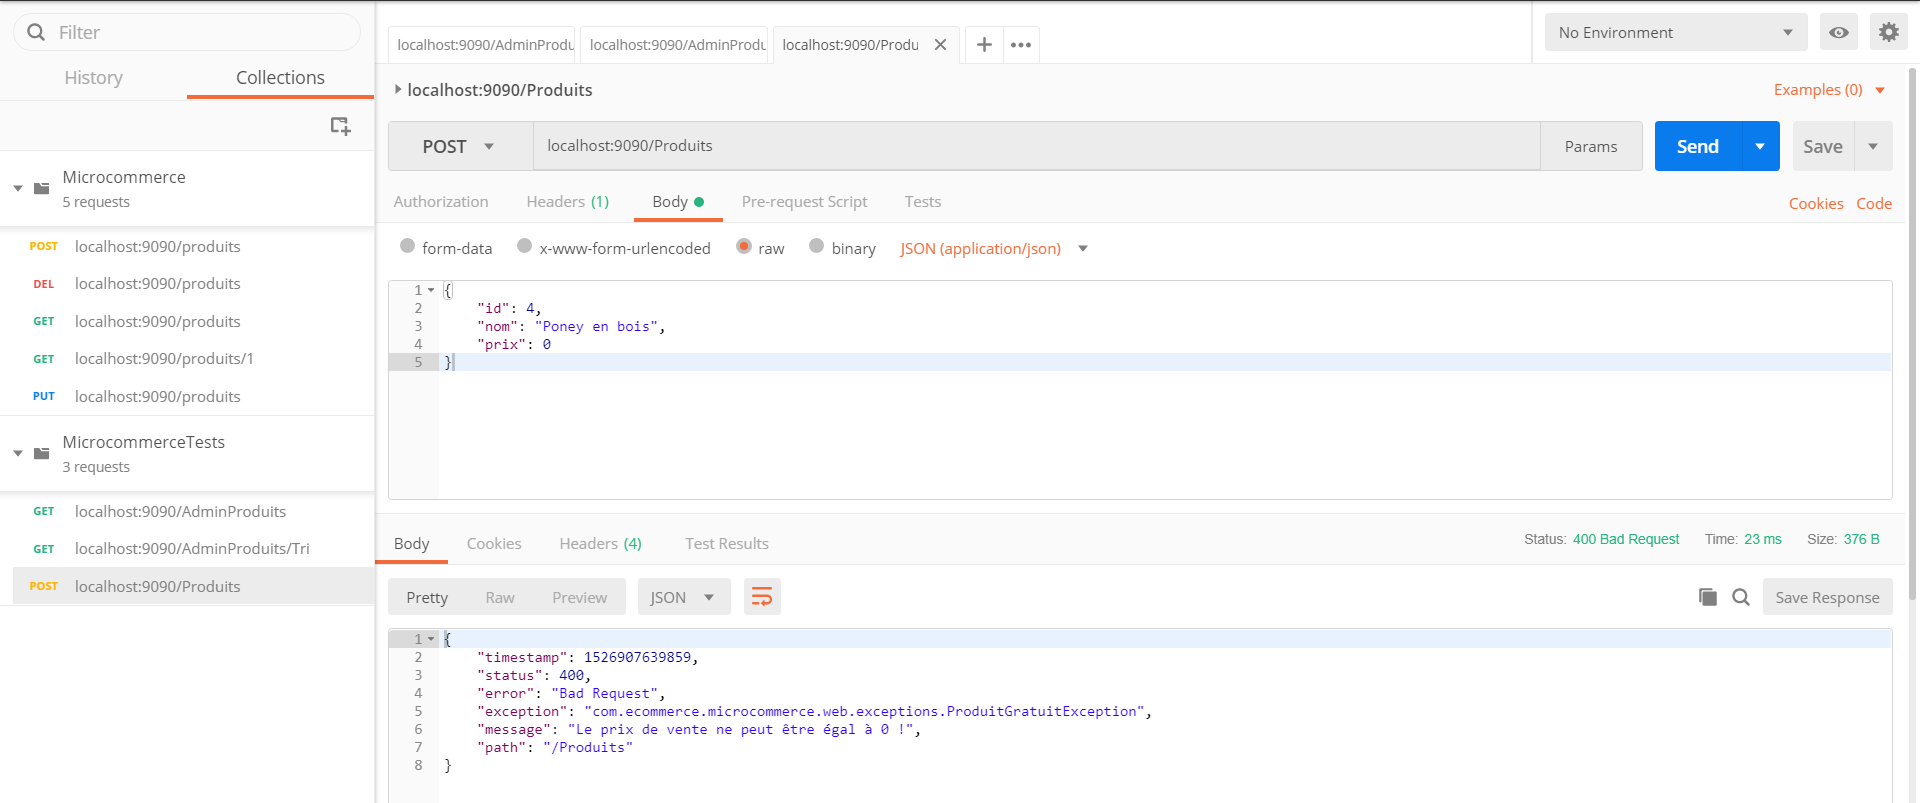 Filter
History
Collections
Microcommerce
5 requests
POST localhost:9090/produits
DEL localhost:9090/produits
GET localhost:9090/produits
GET localhost:9090/produits/1
PUT localhost:9090/produits
MicrocommerceTests
3 requests
GET localhost:9090/AdminProduits
GET localhost:9090/AdminProduits/Tri
POST localhost:9090/Produits
localhost:9090/AdminProdu
localhost:9090/AdminProdu
localhost:9090/Produ
No Environment
localhost:9090/Produits
Examples (0)
POST
localhost:9090/Produits
Params
Send
Save
Authorization
Headers (1)
Body
Pre-request Script
Tests
Cookies
Code
form-data
x-www-form-urlencoded
raw
binary
JSON (application/json)
1 {
2 "id": 4,
3 "nom": "Poney en bois",
4 "prix": 0
5 }
Body
Cookies
Headers (4)
Test Results
Status: 400 Bad Request
Time: 23 ms
Size: 376 B
Pretty
Raw
Preview
JSON
Save Response
1 {
2 "timestamp": 1526907639859,
3 "status": 400,
4 "error": "Bad Request",
5 "exception": "com.ecommerce.microcommerce.web.exceptions.ProduitGratuitException",
6 "message": "Le prix de vente ne peut être égal à 0 !",
7 "path": "/Produits"
8 }